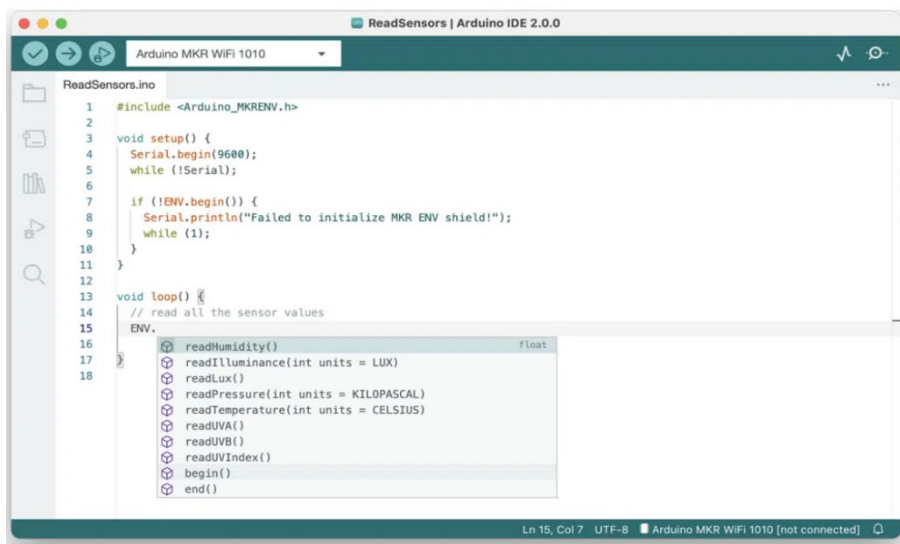 ReadSensors | Arduino IDE 2.0.0
Arduino MKR WiFi 1010
ReadSensors.ino
1 #include <Arduino_MKRENV.h>
2
3 void setup() {
4 Serial.begin(9600);
5 while (!Serial);
6
7 if (!ENV.begin()) {
8 Serial.println("Failed to initialize MKR ENV shield!");
9 while (1);
10 }
11 }
12
13 void loop() {
14 // read all the sensor values
15 ENV.
16 readHumidity() float
17 } readIlluminance(int units = LUX)
18 readLux()
readPressure(int units = KILOPASCAL)
readTemperature(int units = CELSIUS)
readUVA()
readUVB()
readUVIndex()
begin()
end()
Ln 15, Col 7 UTF-8 Arduino MKR WiFi 1010 [not connected]